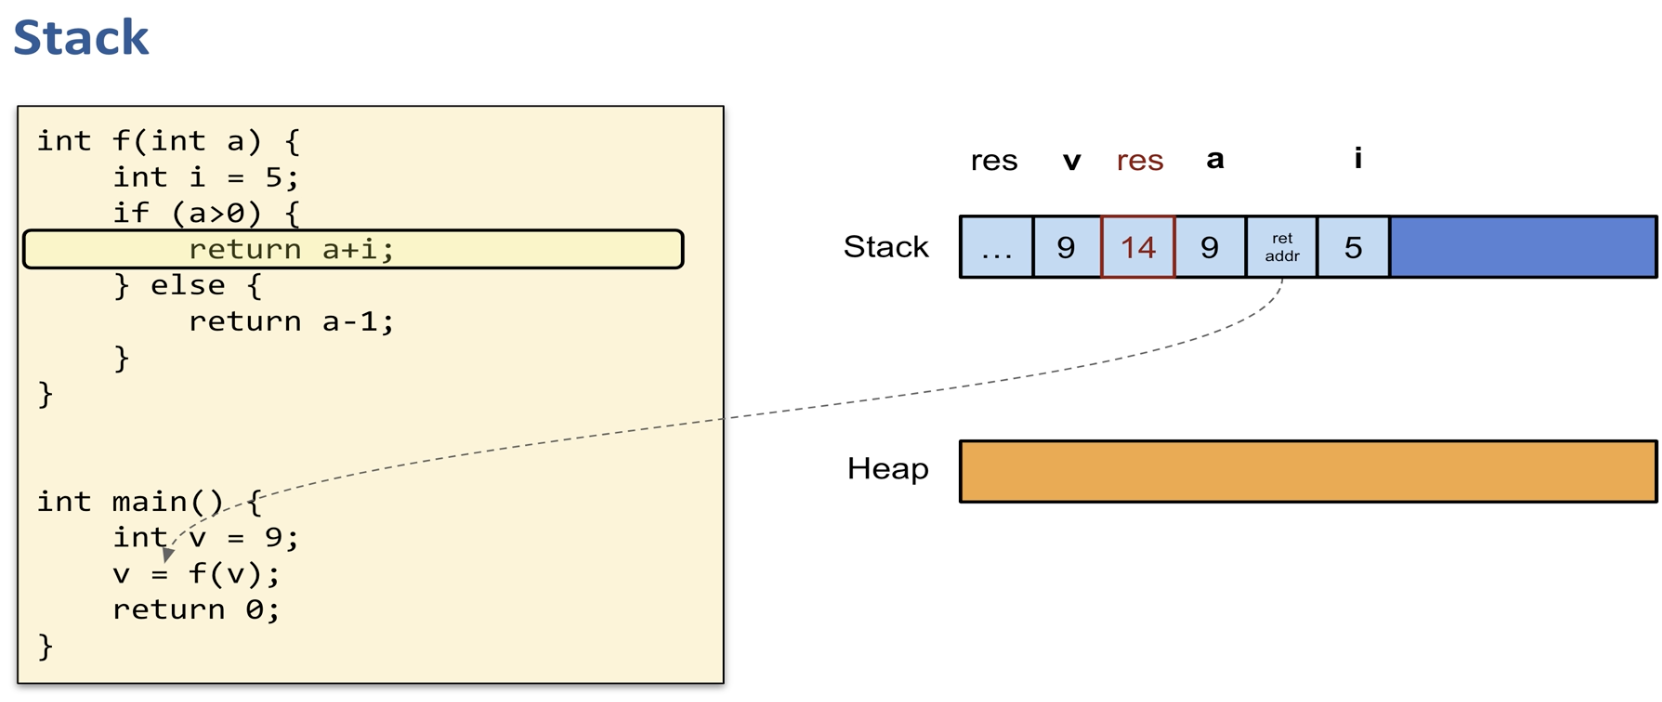 Stack
int f(int a) {
    int i = 5;
    if (a>0) {
        return a+i;
    } else {
        return a-1;
    }
}
int main() {
    int v = 9;
    v = f(v);
    return 0;
}
res v res a i
Stack ... 9 14 9 ret addr 5
Heap